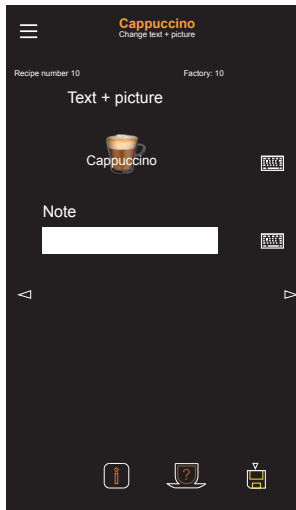 Cappuccino
Change text + picture
Recipe number 10 Factory: 10
Text + picture
Cappuccino
Note
i
?